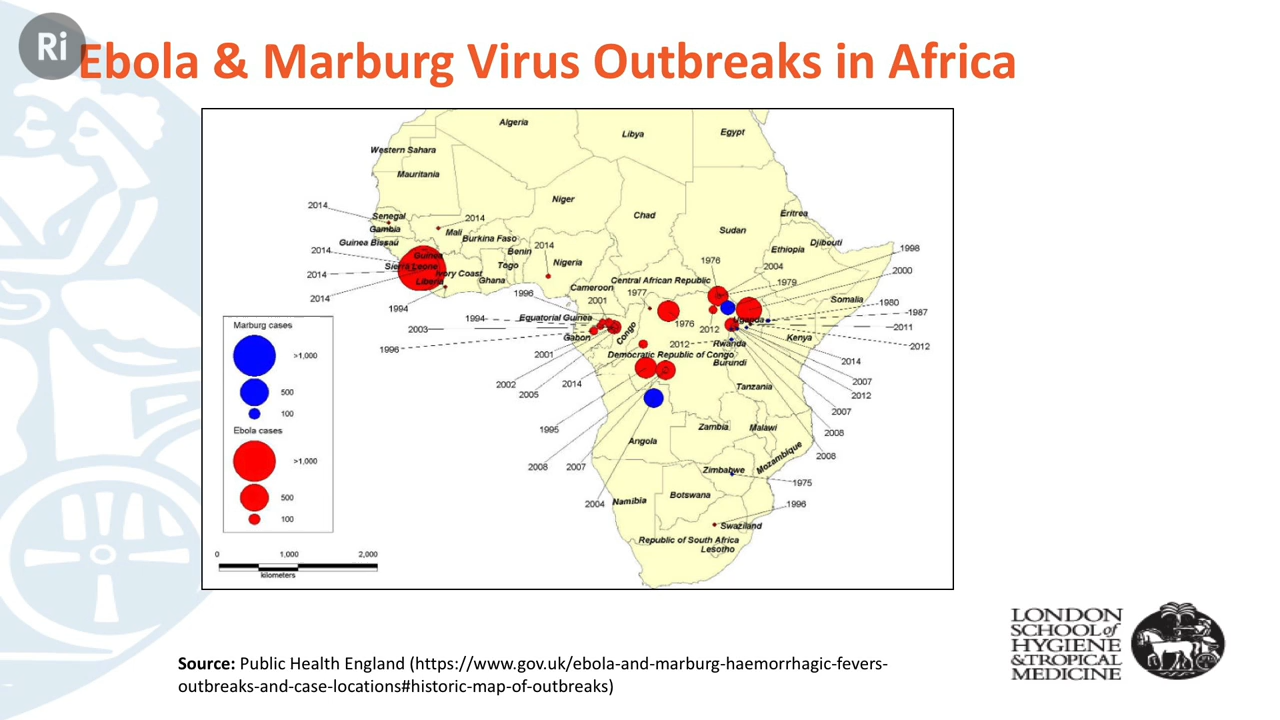 Ri
Ebola & Marburg Virus Outbreaks in Africa
Algeria
Libya
Egypt
Western Sahara
Mauritania
Niger
Chad
Sudan
Eritrea
2014
Senegal
Gambia
2014
Mali
Burkina Faso
Guinea Bissau
Benin
2014
Nigeria
Djibouti
Ethiopia
1998
2014
Guinea
Sierra Leone
Ivory Coast
Togo
Ghana
Liberia
2014
2014
1976
2004
2000
Central African Republic
1979
Cameroon
1977
1996
2001
Somalia
1980
1994
1987
1994
Equatorial Guinea
Uganda
2003
1976
2012
2011
Gabon
Congo
Kenya
1996
2012
Rwanda
2012
2001
Democratic Republic of Congo
Burundi
2014
2002
2014
2007
2005
Tanzania
2012
2007
1995
Zambia
Malawi
2008
Angola
Mozambique
2008
2008
2007
Zimbabwe
1975
2004
Namibia
Botswana
1996
Swaziland
Republic of South Africa
Lesotho
Marburg cases
>1,000
500
100
Ebola cases
>1,000
500
100
0
1,000
2,000
kilometers
LONDON
SCHOOL of
HYGIENE
& TROPICAL
MEDICINE
Source: Public Health England (https://www.gov.uk/ebola-and-marburg-haemorrhagic-fevers-
outbreaks-and-case-locations#historic-map-of-outbreaks)